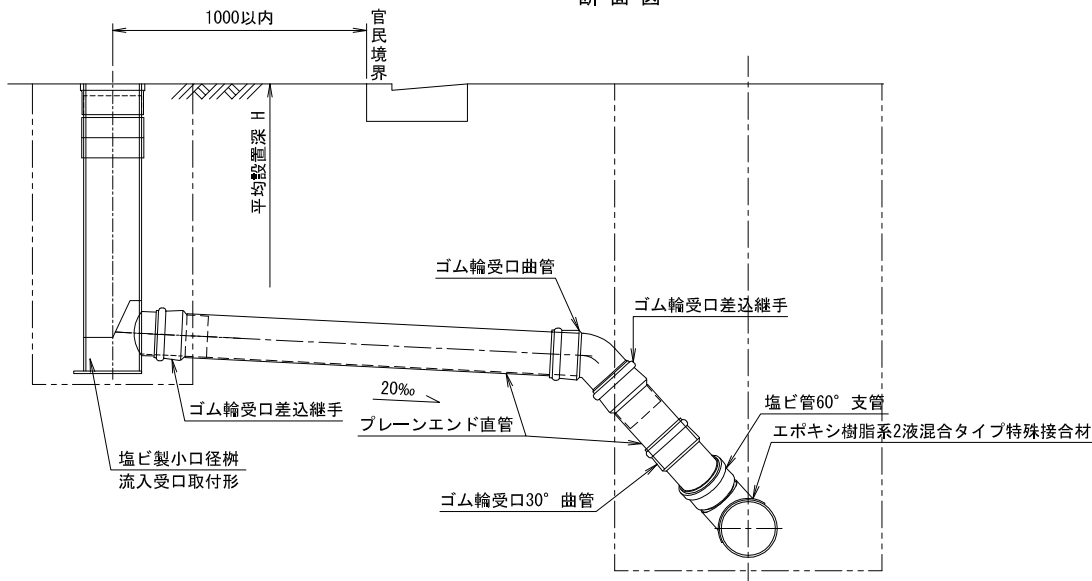 断面図
1000以内
官民境界
平均設置深 H
ゴム輪受口曲管
ゴム輪受口差込継手
20‰
ゴム輪受口差込継手
プレーンエンド直管
塩ビ管60° 支管
エポキシ樹脂系2液混合タイプ特殊接合材
塩ビ製小口径桝
流入受口取付形
ゴム輪受口30° 曲管